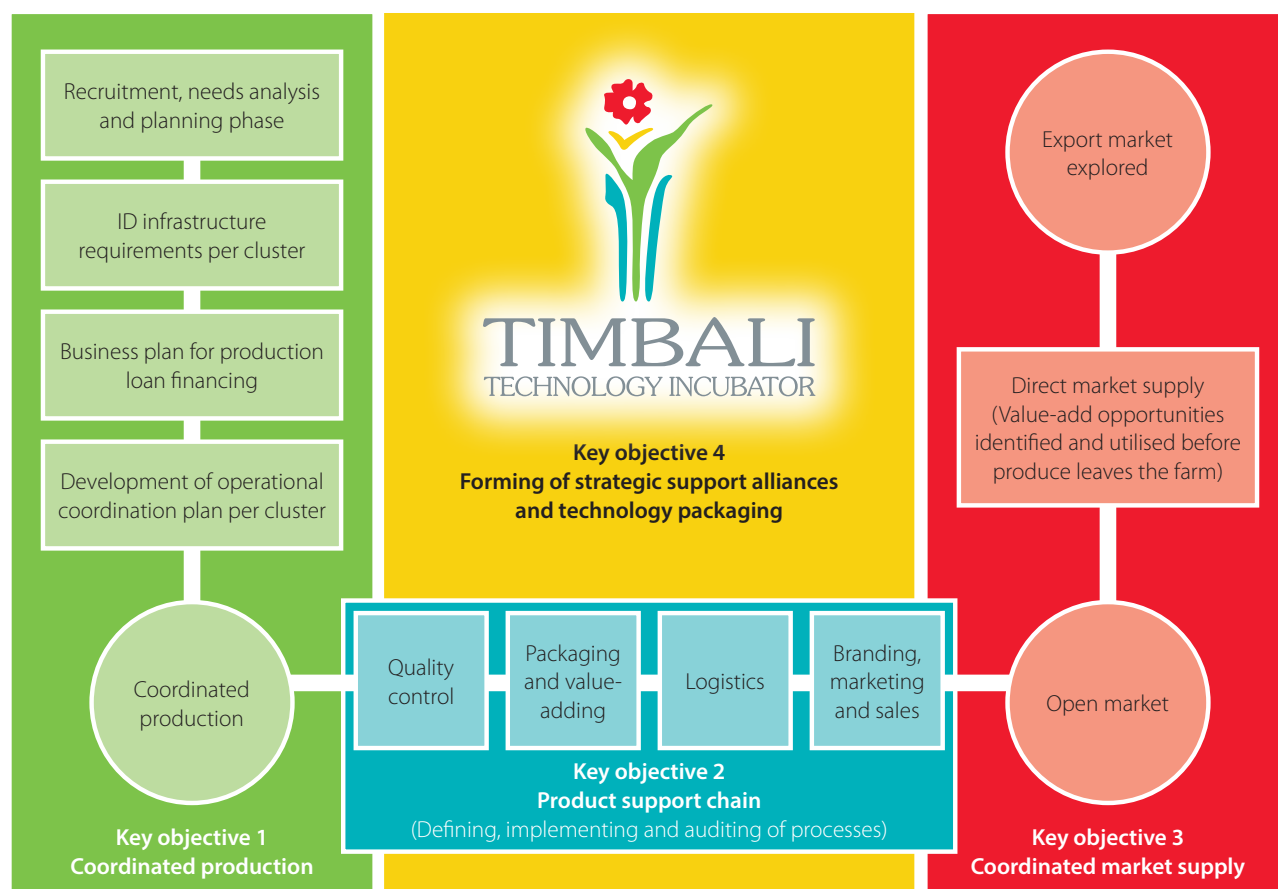 Recruitment, needs analysis
and planning phase
ID infrastructure
requirements per cluster
Business plan for production
loan financing
Development of operational
coordination plan per cluster
Coordinated
production
Key objective 1
Coordinated production
TIMBALI
TECHNOLOGY INCUBATOR
Key objective 4
Forming of strategic support alliances
and technology packaging
Quality
control
Packaging
and value-
adding
Logistics
Branding,
marketing
and sales
Key objective 2
Product support chain
(Defining, implementing and auditing of processes)
Export market
explored
Direct market supply
(Value-add opportunities
identified and utilised before
produce leaves the farm)
Open market
Key objective 3
Coordinated market supply